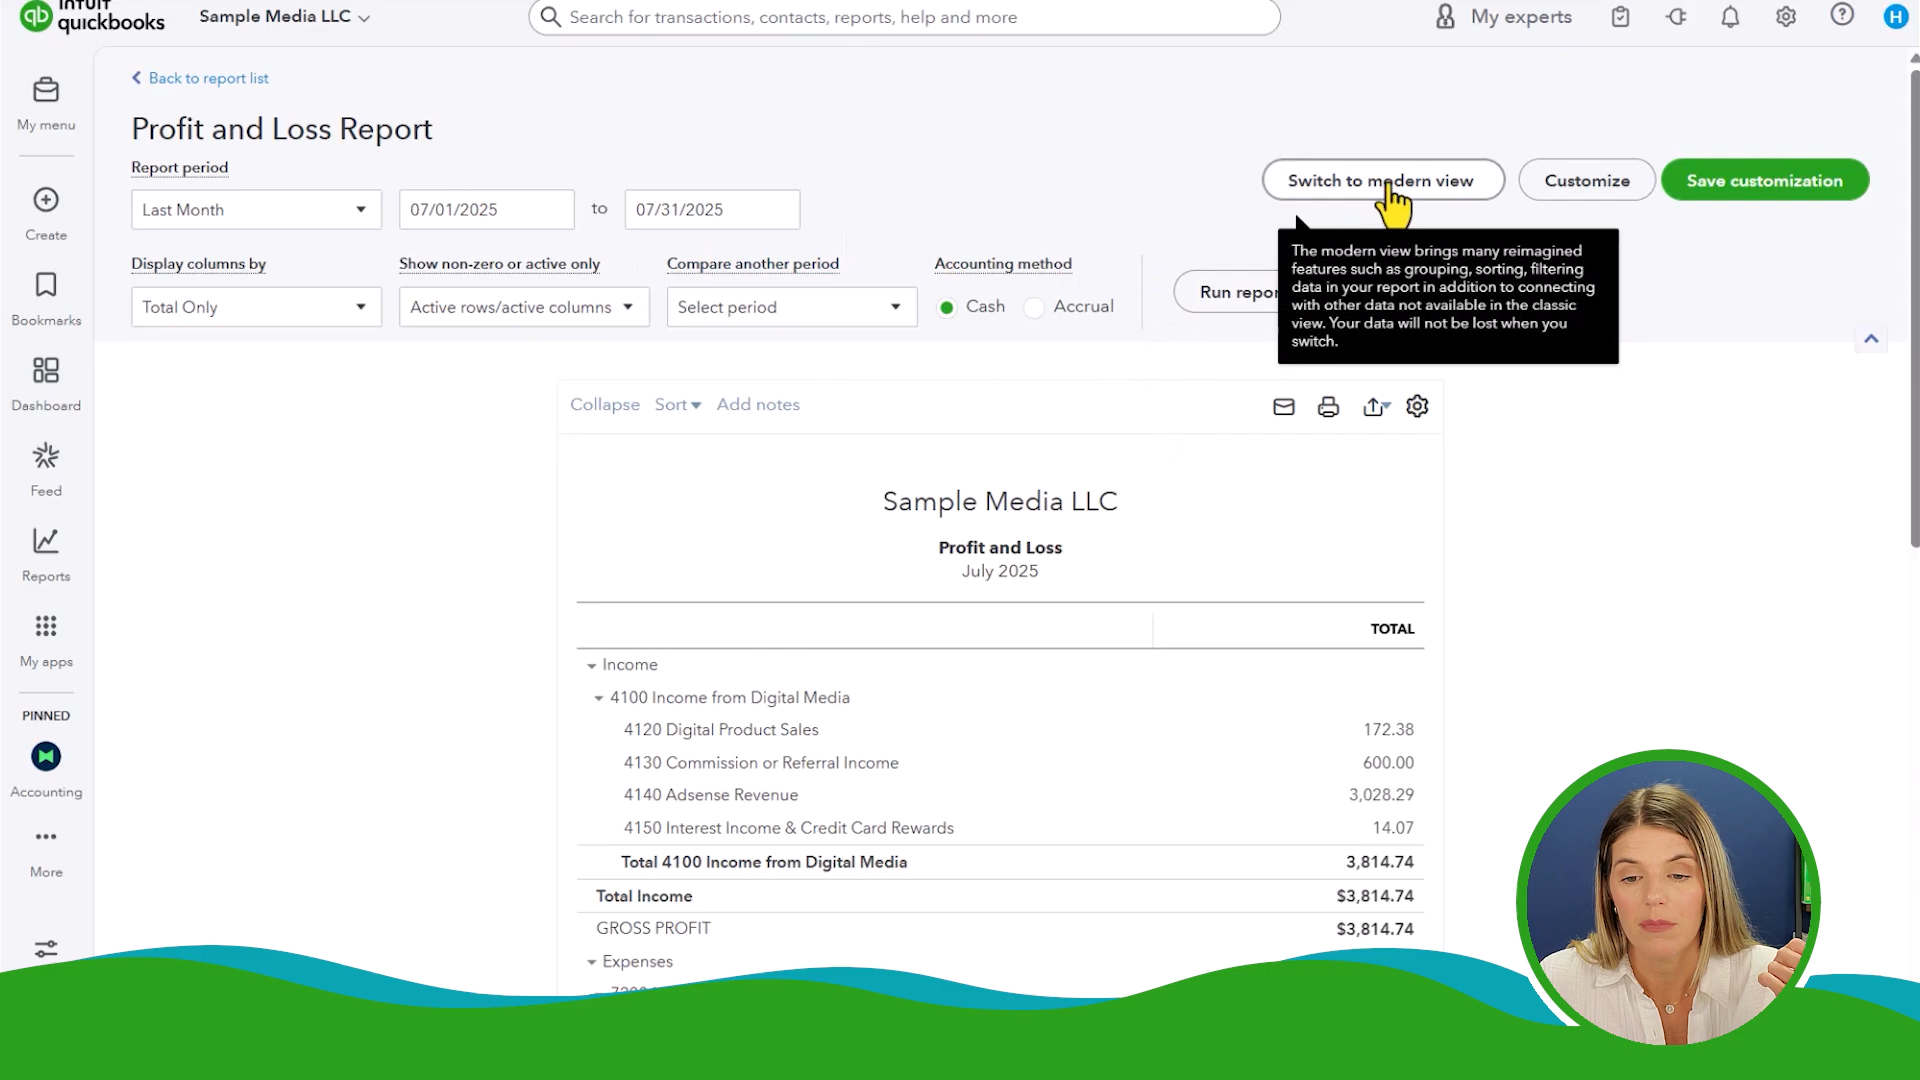 INTUIT
quickbooks
Sample Media LLC
Search for transactions, contacts, reports, help and more
My experts
H
My menu
Create
Bookmarks
Dashboard
Feed
Reports
My apps
PINNED
Accounting
More
Back to report list
Profit and Loss Report
Report period
Last Month
07/01/2025
to
07/31/2025
Switch to modern view
Customize
Save customization
The modern view brings many reimagined
features such as grouping, sorting, filtering
data in your report in addition to connecting
with other data not available in the classic
view. Your data will not be lost when you
switch.
Display columns by
Total Only
Show non-zero or active only
Active rows/active columns
Compare another period
Select period
Accounting method
Cash
Accrual
Run repor
Collapse
Sort
Add notes
Sample Media LLC
Profit and Loss
July 2025
TOTAL
Income
4100 Income from Digital Media
4120 Digital Product Sales 172.38
4130 Commission or Referral Income 600.00
4140 Adsense Revenue 3,028.29
4150 Interest Income & Credit Card Rewards 14.07
Total 4100 Income from Digital Media 3,814.74
Total Income $3,814.74
GROSS PROFIT $3,814.74
Expenses